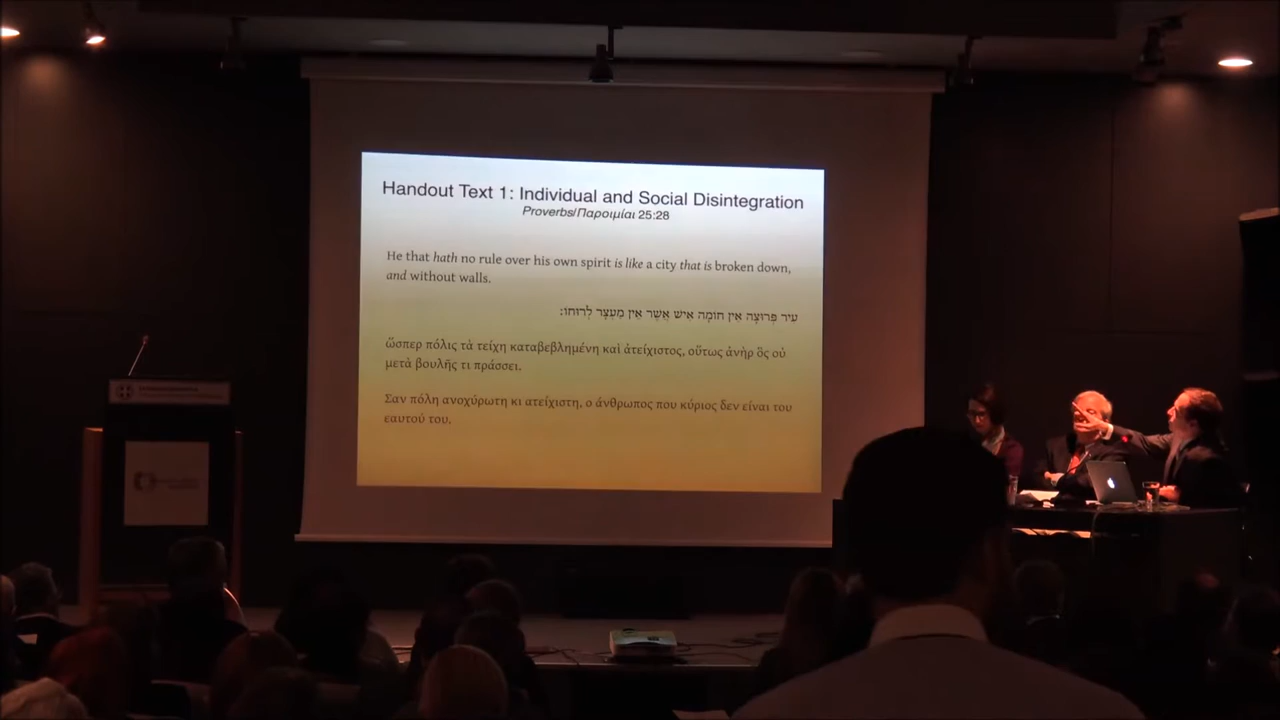 Handout Text 1: Individual and Social Disintegration
Proverbs/Παροιμίαι 25:28
He that hath no rule over his own spirit is like a city that is broken down,
and without walls.
עִיר פְּרוּצָה אֵין חוֹמָה אִישׁ אֲשֶׁר אֵין מַעְצָר לְרוּחוֹ׃
ὥσπερ πόλις τὰ τείχη καταβεβλημένη καὶ ἀτείχιστος, οὕτως ἀνὴρ ὃς οὐ
μετὰ βουλῆς τι πράσσει.
Σαν πόλη ανοχύρωτη κι ατείχιστη, ο άνθρωπος που κύριος δεν είναι του
εαυτού του.